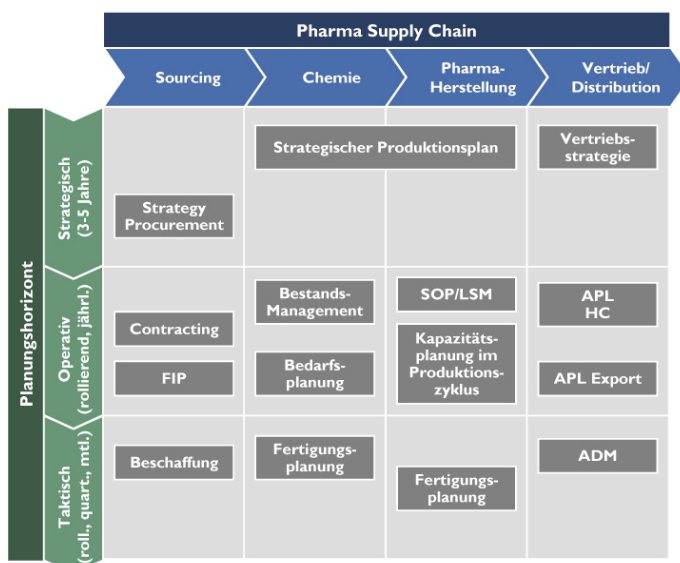 Pharma Supply Chain
Sourcing
Chemie
Pharma-
Herstellung
Vertrieb/
Distribution
Planungshorizont
Strategisch
(3-5 Jahre)
Strategischer Produktionsplan
Vertriebs-
strategie
Strategy
Procurement
Operativ
(rollierend, jährl.)
Contracting
FIP
Bestands-
Management
Bedarfs-
planung
SOP/LSM
Kapazitäts-
planung im
Produktions-
zyklus
APL
HC
APL Export
Taktisch
(roll., quart., mtl.)
Beschaffung
Fertigungs-
planung
Fertigungs-
planung
ADM